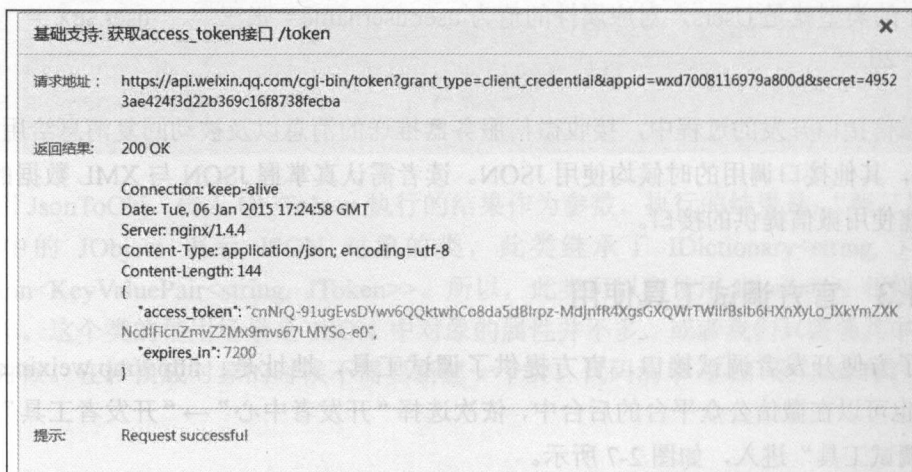 基础支持: 获取access_token接口 /token
请求地址： https://api.weixin.qq.com/cgi-bin/token?grant_type=client_credential&appid=wxd7008116979a800d&secret=4952
3ae424f3d22b369c16f8738fecba
返回结果: 200 OK
Connection: keep-alive
Date: Tue, 06 Jan 2015 17:24:58 GMT
Server: nginx/1.4.4
Content-Type: application/json; encoding=utf-8
Content-Length: 144
{
"access_token": "cnNrQ-91ugEvsDYwv6QQktwhCo8da5dBIrpz-MdJnfR4XgsGXQWrTWIlrBsib6HXnXyLo_IXkYmZXK
NcdIFicnZmvZ2Mx9mvs67LMYSo-e0",
"expires_in": 7200
}
提示: Request successful